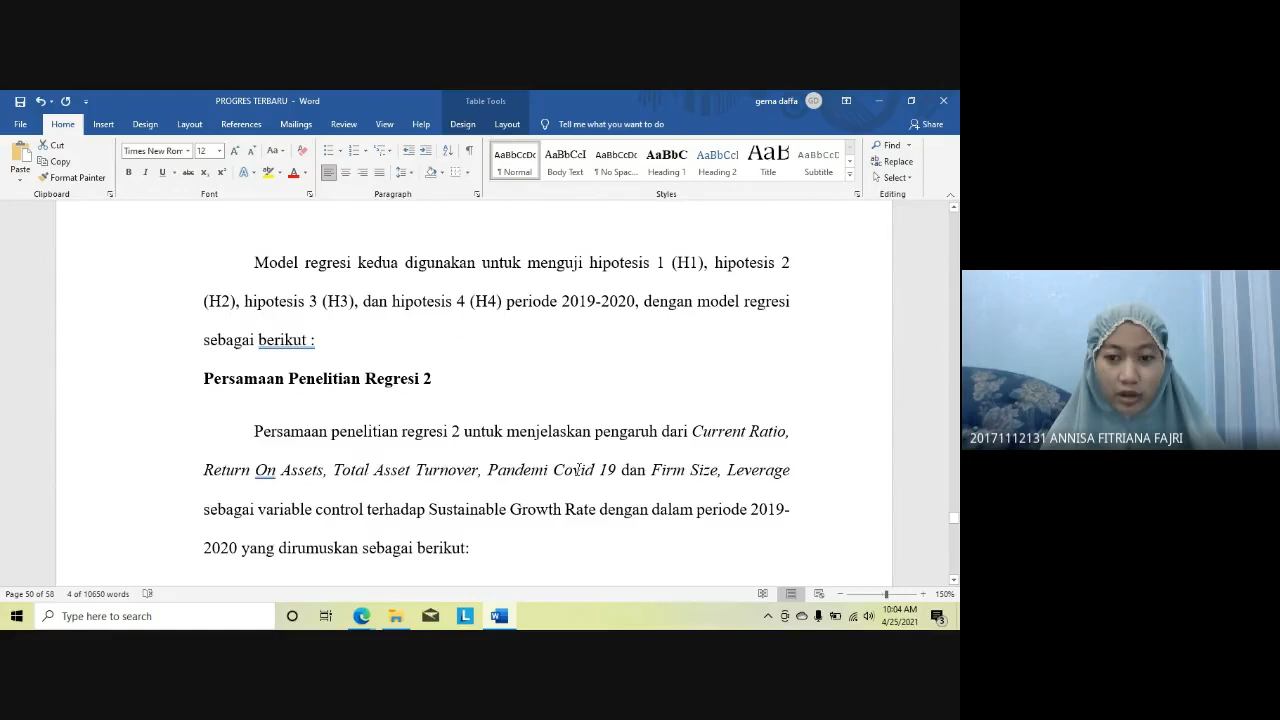 PROGRES TERBARU - Word
Table Tools
gema daffa
GD
File Home Insert Design Layout References Mailings Review View Help Design Layout Tell me what you want to do Share
Paste
Cut
Copy
Format Painter
Clipboard
Times New Rom 12
Font
Paragraph
AaBbCcDc AaBbCcI AaBbCcDc AaBbC AaBbCcl AaB AaBbCcD
¶ Normal Body Text ¶ No Spac... Heading 1 Heading 2 Title Subtitle
Styles
Find
Replace
Select
Editing
Model regresi kedua digunakan untuk menguji hipotesis 1 (H1), hipotesis 2
(H2), hipotesis 3 (H3), dan hipotesis 4 (H4) periode 2019-2020, dengan model regresi
sebagai berikut :
Persamaan Penelitian Regresi 2
Persamaan penelitian regresi 2 untuk menjelaskan pengaruh dari Current Ratio,
Return On Assets, Total Asset Turnover, Pandemi Covid 19 dan Firm Size, Leverage
sebagai variable control terhadap Sustainable Growth Rate dengan dalam periode 2019-
2020 yang dirumuskan sebagai berikut:
Page 50 of 58 4 of 10650 words
150%
Type here to search
10:04 AM
4/25/2021
3
20171112131 ANNISA FITRIANA FAJRI